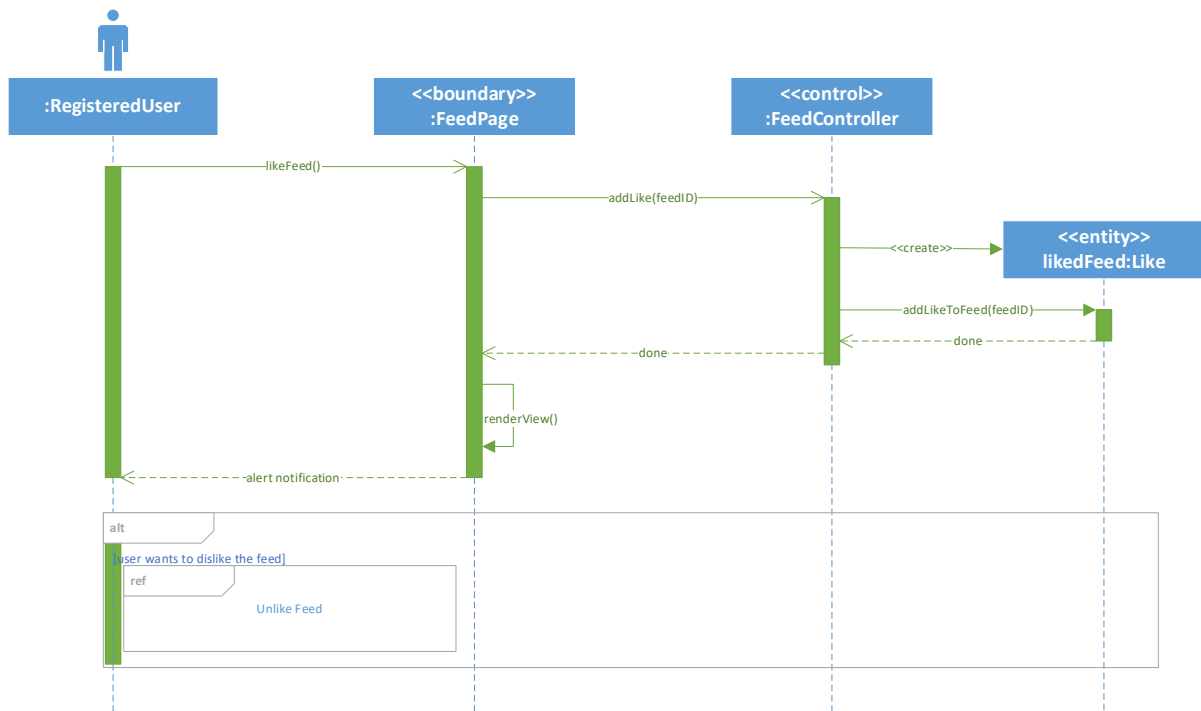 :RegisteredUser
<<boundary>>
:FeedPage
<<control>>
:FeedController
likeFeed()
addLike(feedID)
<<create>>
<<entity>>
likedFeed:Like
addLikeToFeed(feedID)
done
done
renderView()
alert notification
alt
[user wants to dislike the feed]
ref
Unlike Feed